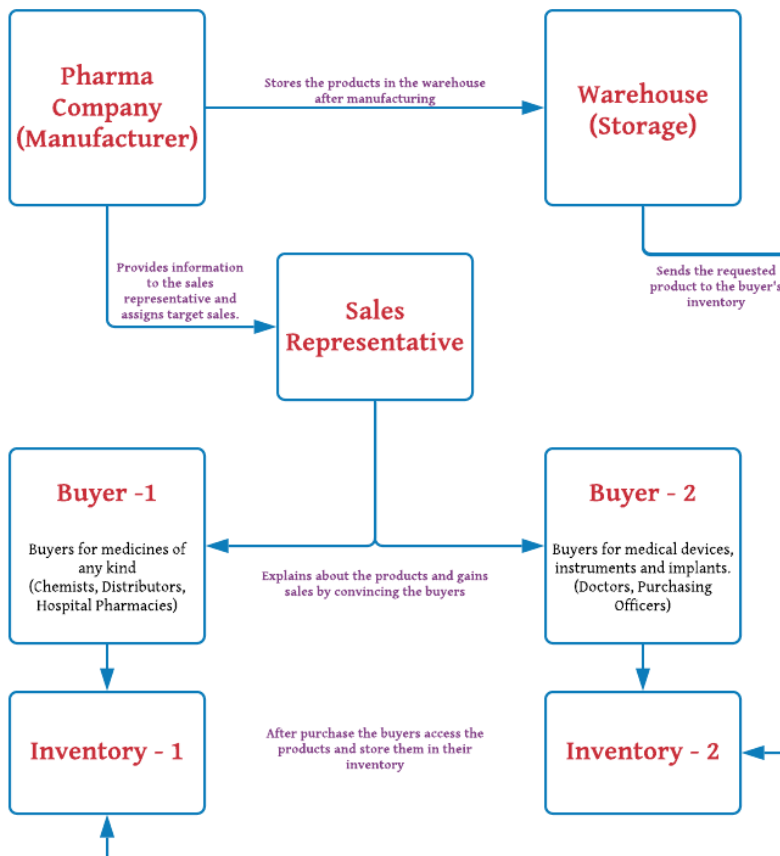 Pharma
Company
(Manufacturer)
Stores the products in the warehouse
after manufacturing
Warehouse
(Storage)
Provides information
to the sales
representative and
assigns target sales.
Sales
Representative
Sends the requested
product to the buyer's
inventory
Buyer -1
Buyers for medicines of
any kind
(Chemists, Distributors,
Hospital Pharmacies)
Explains about the products and gains
sales by convincing the buyers
Buyer - 2
Buyers for medical devices,
instruments and implants.
(Doctors, Purchasing
Officers)
Inventory - 1
After purchase the buyers access the
products and store them in their
inventory
Inventory - 2